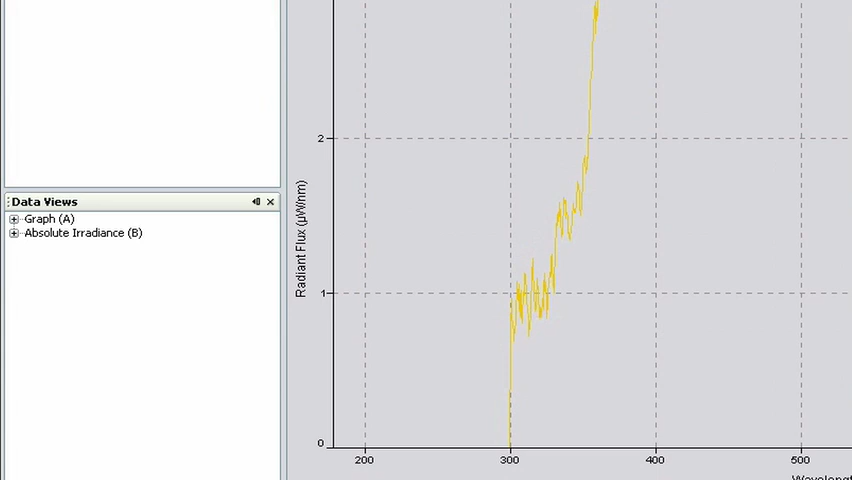 Data Views
Graph (A)
Absolute Irradiance (B)
Radiant Flux (µW/nm)
2
1
0
200
300
400
500